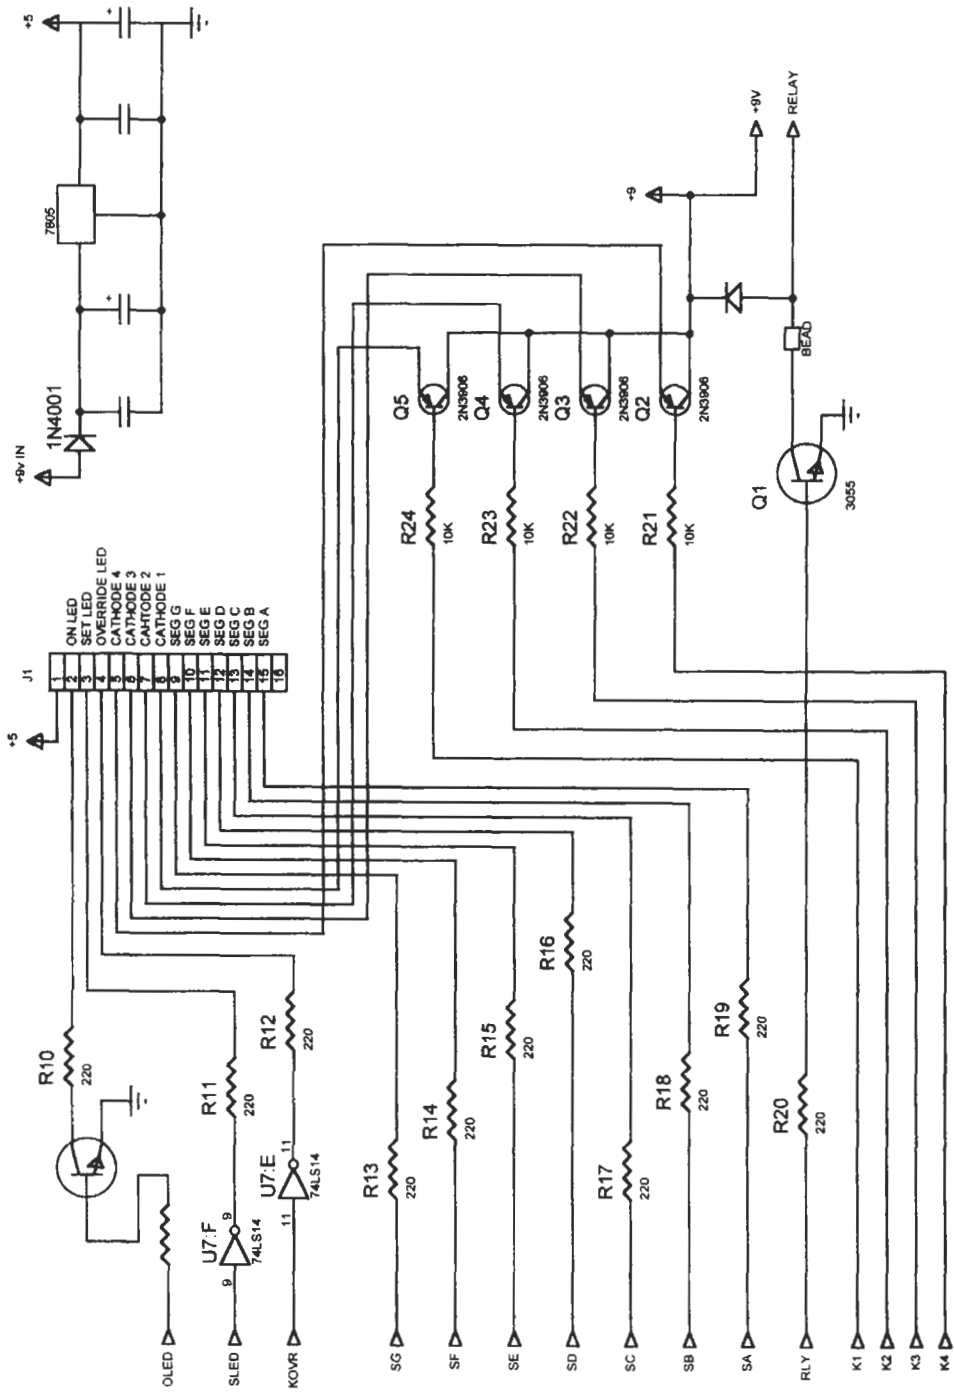 +5
7805
1N4001
+9v IN
J1
+5
1
2
3
4
5
6
7
8
9
10
11
12
13
14
15
16
ON LED
SET LED
OVERRIDE LED
CATHODE 4
CATHODE 3
CAHTODE 2
CATHODE 1
SEG G
SEG F
SEG E
SEG D
SEG C
SEG B
SEG A
+9
+9V
RELAY
BEAD
Q5
2N3906
Q4
2N3906
Q3
2N3906
Q2
2N3906
Q1
3055
R24
10K
R23
10K
R22
10K
R21
10K
R10
220
R11
220
R12
220
U7:F
9
9
74LS14
U7:E
11
11
74LS14
R13
220
R14
220
R15
220
R16
220
R17
220
R18
220
R19
220
R20
220
OLED
SLED
KOVR
SG
SF
SE
SD
SC
SB
SA
RLY
K1
K2
K3
K4